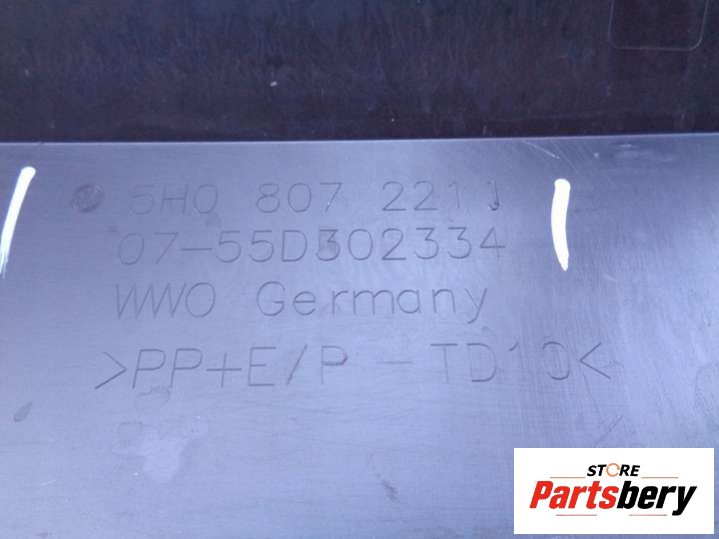 5H0 807 221 J
07-55D302334
WWO Germany
>PP+E/P-TD10<
STORE
Partsbery